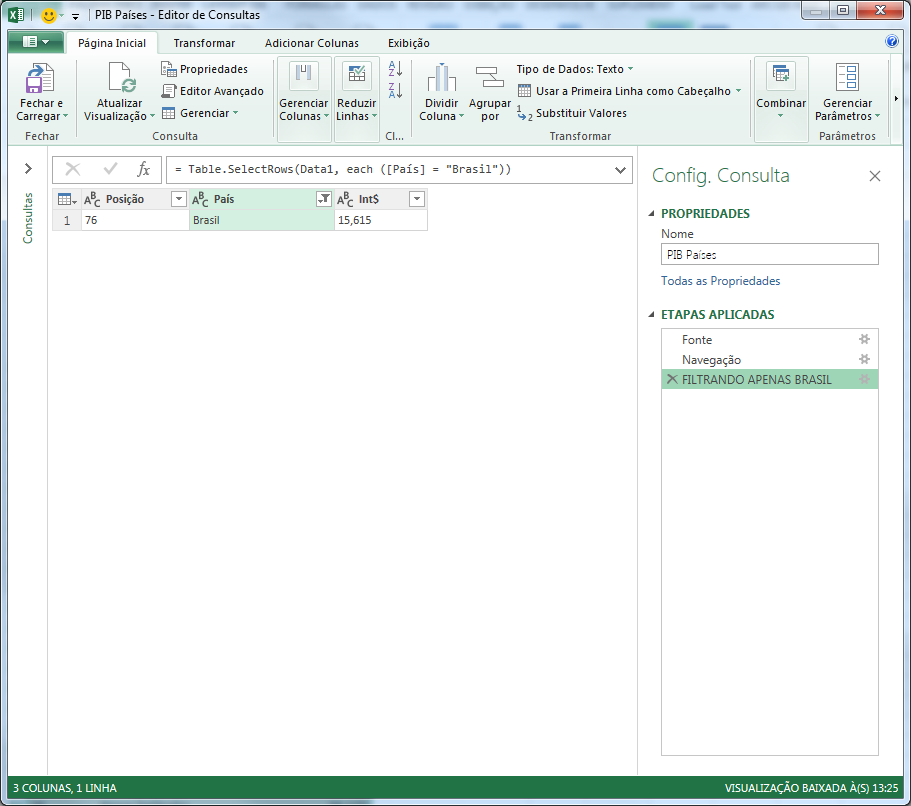 PIB Países - Editor de Consultas
Página Inicial Transformar Adicionar Colunas Exibição
Fechar e Carregar
Fechar
Atualizar Visualização
Propriedades
Editor Avançado
Gerenciar
Consulta
Gerenciar Colunas
Reduzir Linhas
Cl...
Dividir Coluna
Agrupar por
Tipo de Dados: Texto
Usar a Primeira Linha como Cabeçalho
Substituir Valores
Transformar
Combinar
Gerenciar Parâmetros
Parâmetros
Consultas
fx = Table.SelectRows(Data1, each ([País] = "Brasil"))
ABC Posição ABC País ABC Int$
1 76 Brasil 15,615
Config. Consulta
PROPRIEDADES
Nome
PIB Países
Todas as Propriedades
ETAPAS APLICADAS
Fonte
Navegação
FILTRANDO APENAS BRASIL
3 COLUNAS, 1 LINHA VISUALIZAÇÃO BAIXADA À(S) 13:25